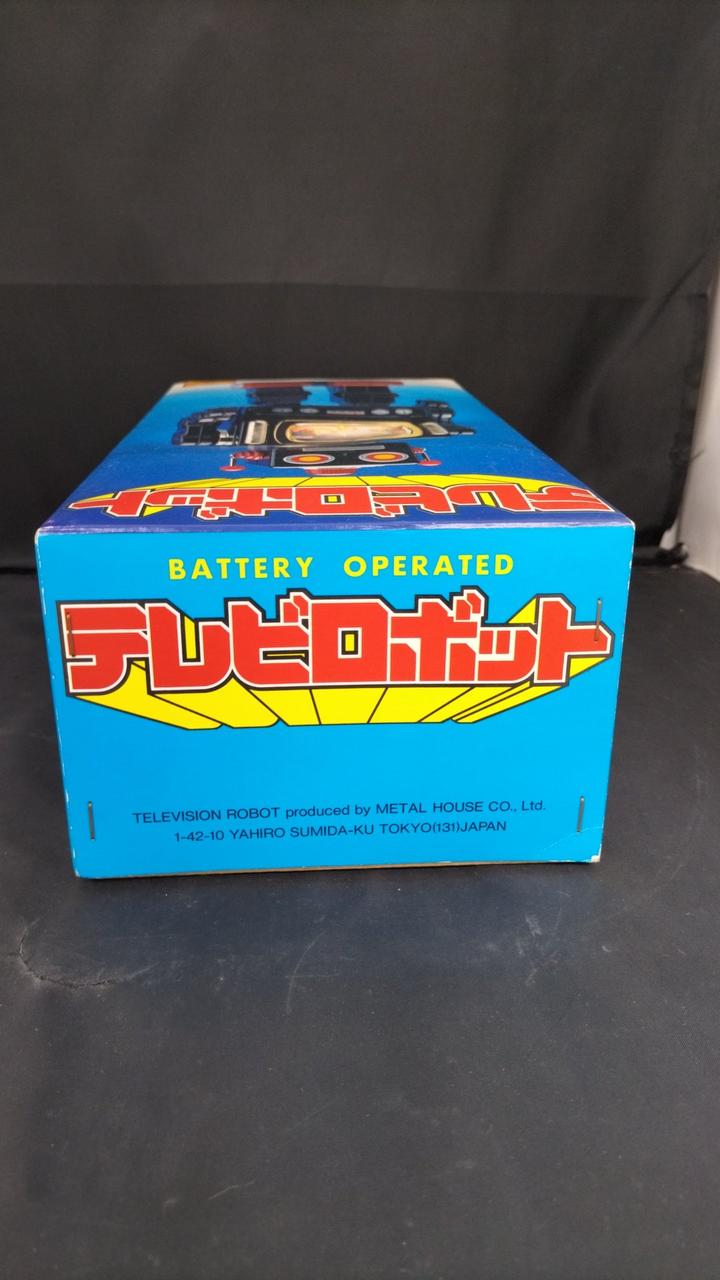 テレビロボット
BATTERY OPERATED
テレビロボット
TELEVISION ROBOT produced by METAL HOUSE CO., Ltd.
1-42-10 YAHIRO SUMIDA-KU TOKYO(131)JAPAN